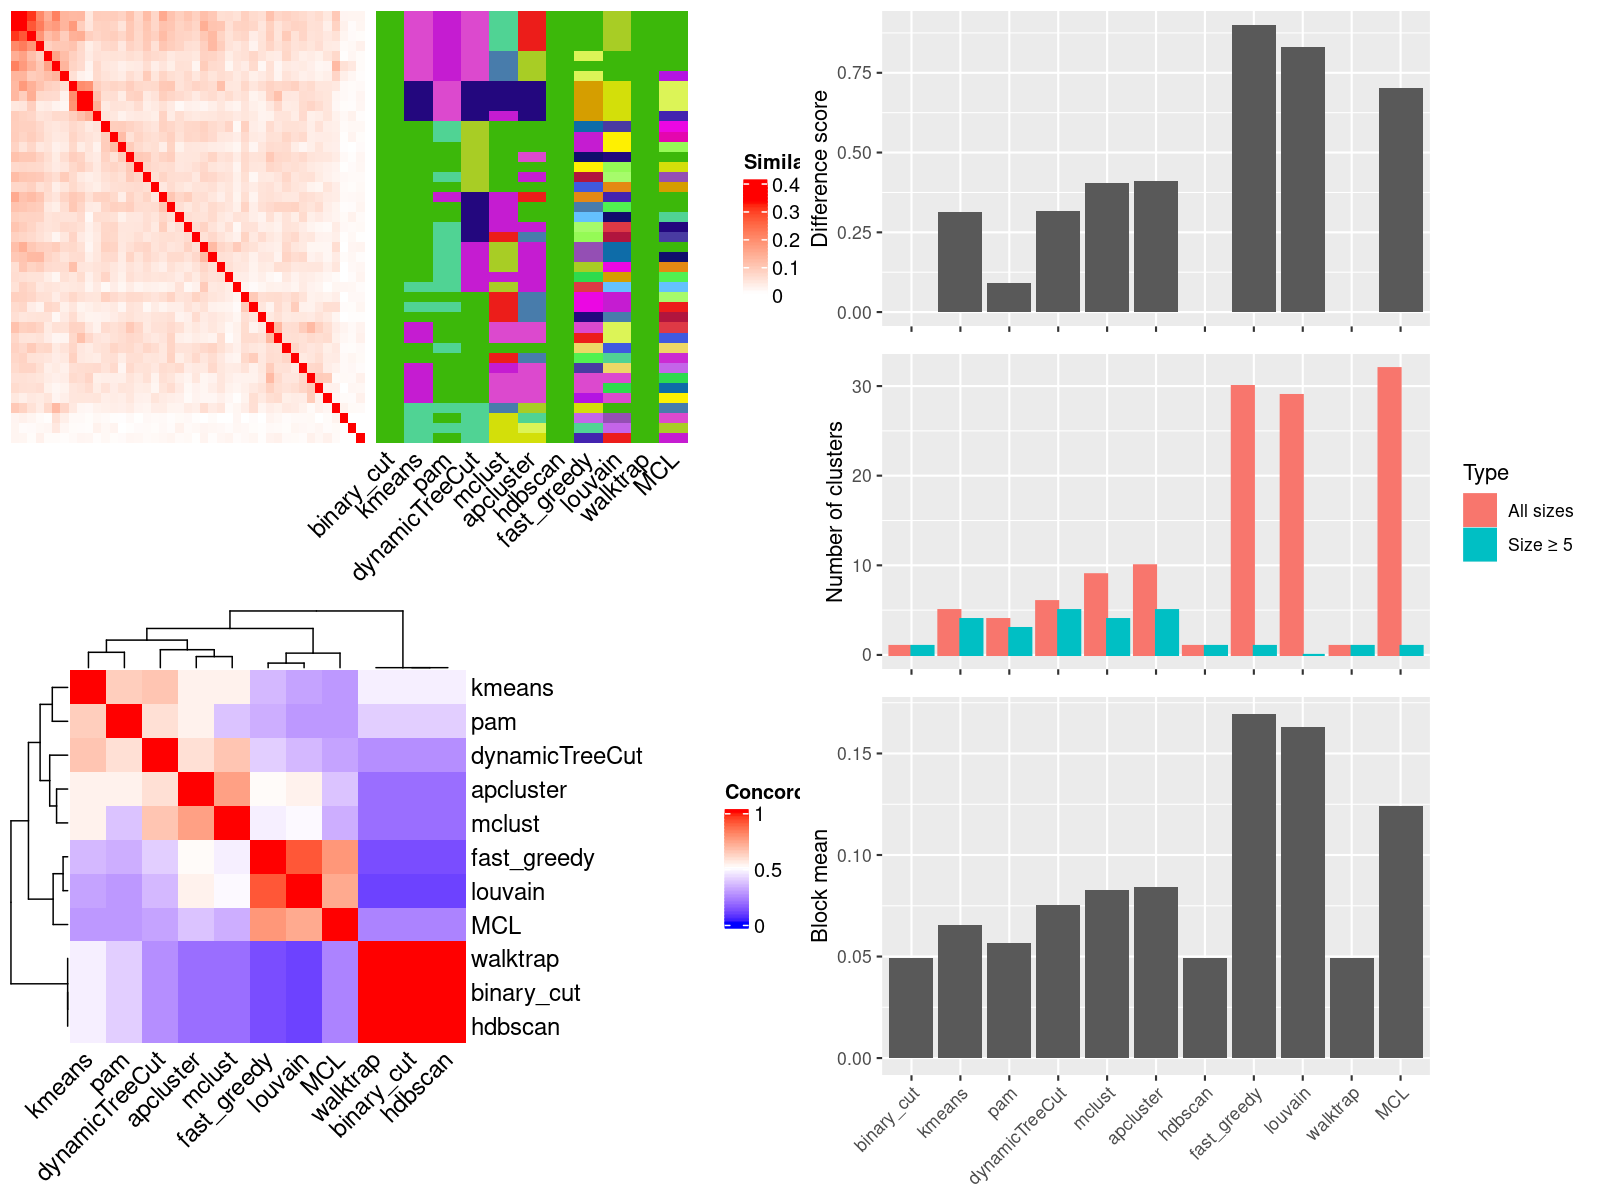 Simila
0.4
0.3
0.2
0.1
0
binary_cut
kmeans
pam
dynamicTreeCut
mclust
apcluster
hdbscan
fast_greedy
louvain
walktrap
MCL
kmeans
pam
dynamicTreeCut
apcluster
mclust
fast_greedy
louvain
MCL
walktrap
binary_cut
hdbscan
Concord
1
0.5
0
kmeans
pam
dynamicTreeCut
apcluster
mclust
fast_greedy
louvain
MCL
walktrap
binary_cut
hdbscan
Difference score
0.75
0.50
0.25
0.00
Number of clusters
30
20
10
0
Type
All sizes
Size ≥ 5
Block mean
0.15
0.10
0.05
0.00
binary_cut
kmeans
pam
dynamicTreeCut
mclust
apcluster
hdbscan
fast_greedy
louvain
walktrap
MCL